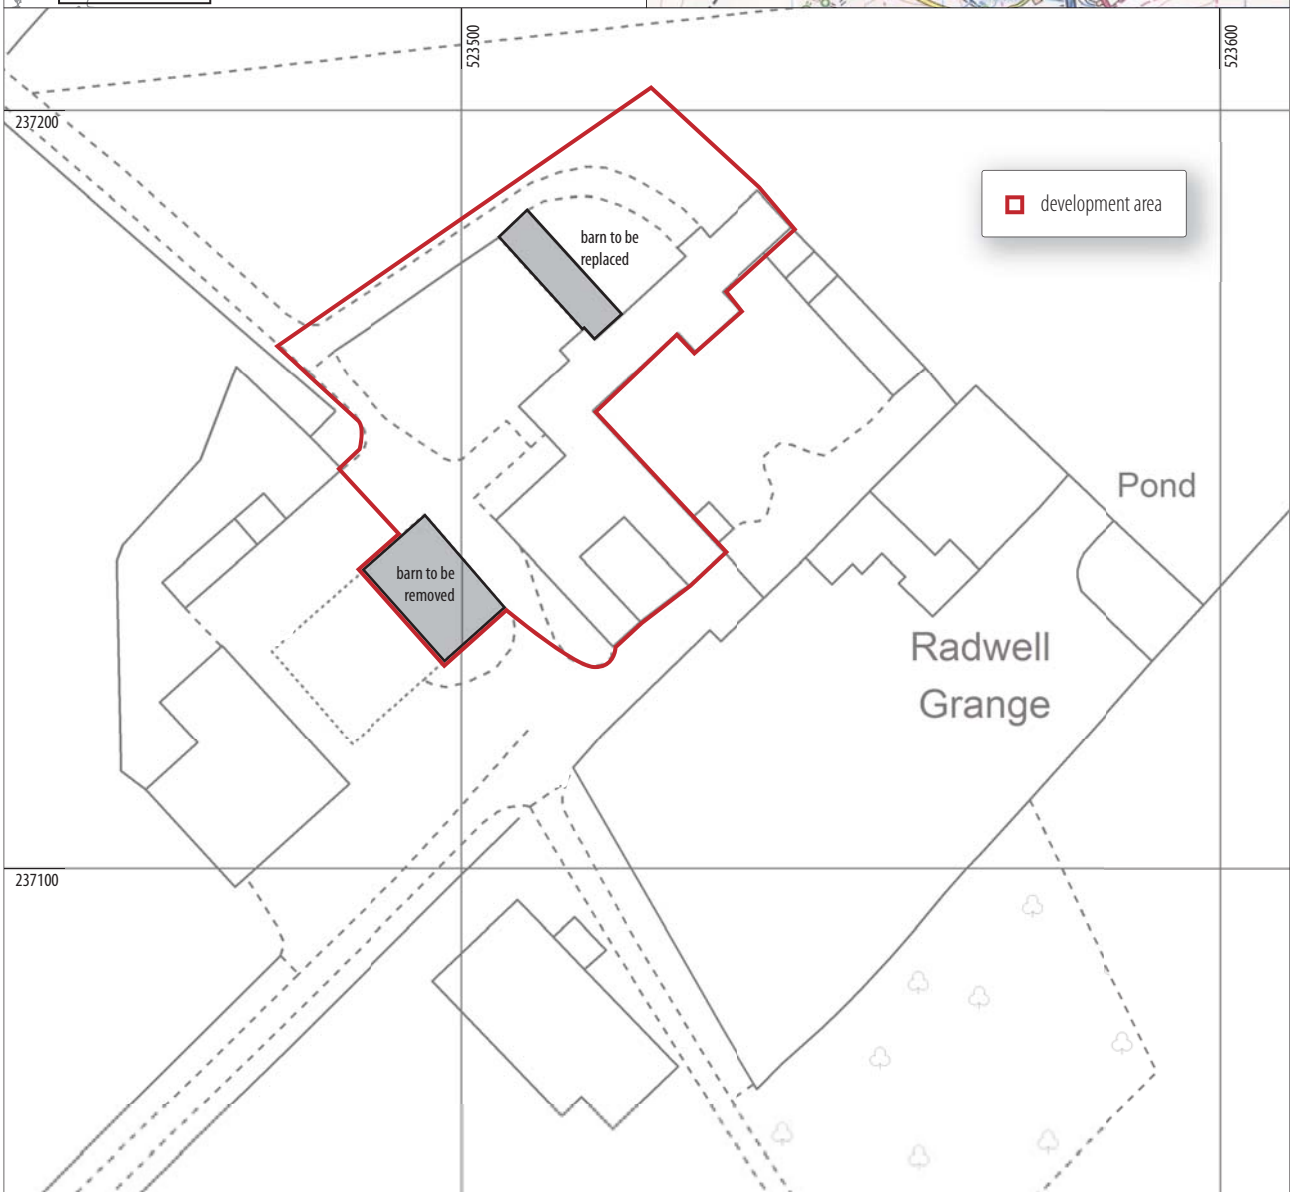 523500
523600
237200
development area
barn to be
replaced
Pond
barn to be
removed
Radwell
Grange
237100